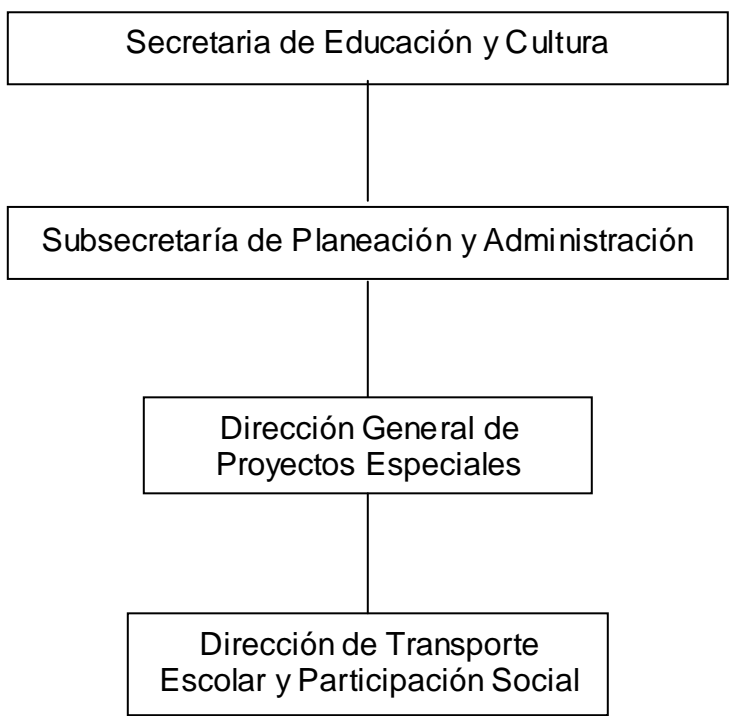 Secretaria de Educación y Cultura
Subsecretaría de Planeación y Administración
Dirección General de
Proyectos Especiales
Dirección de Transporte
Escolar y Participación Social